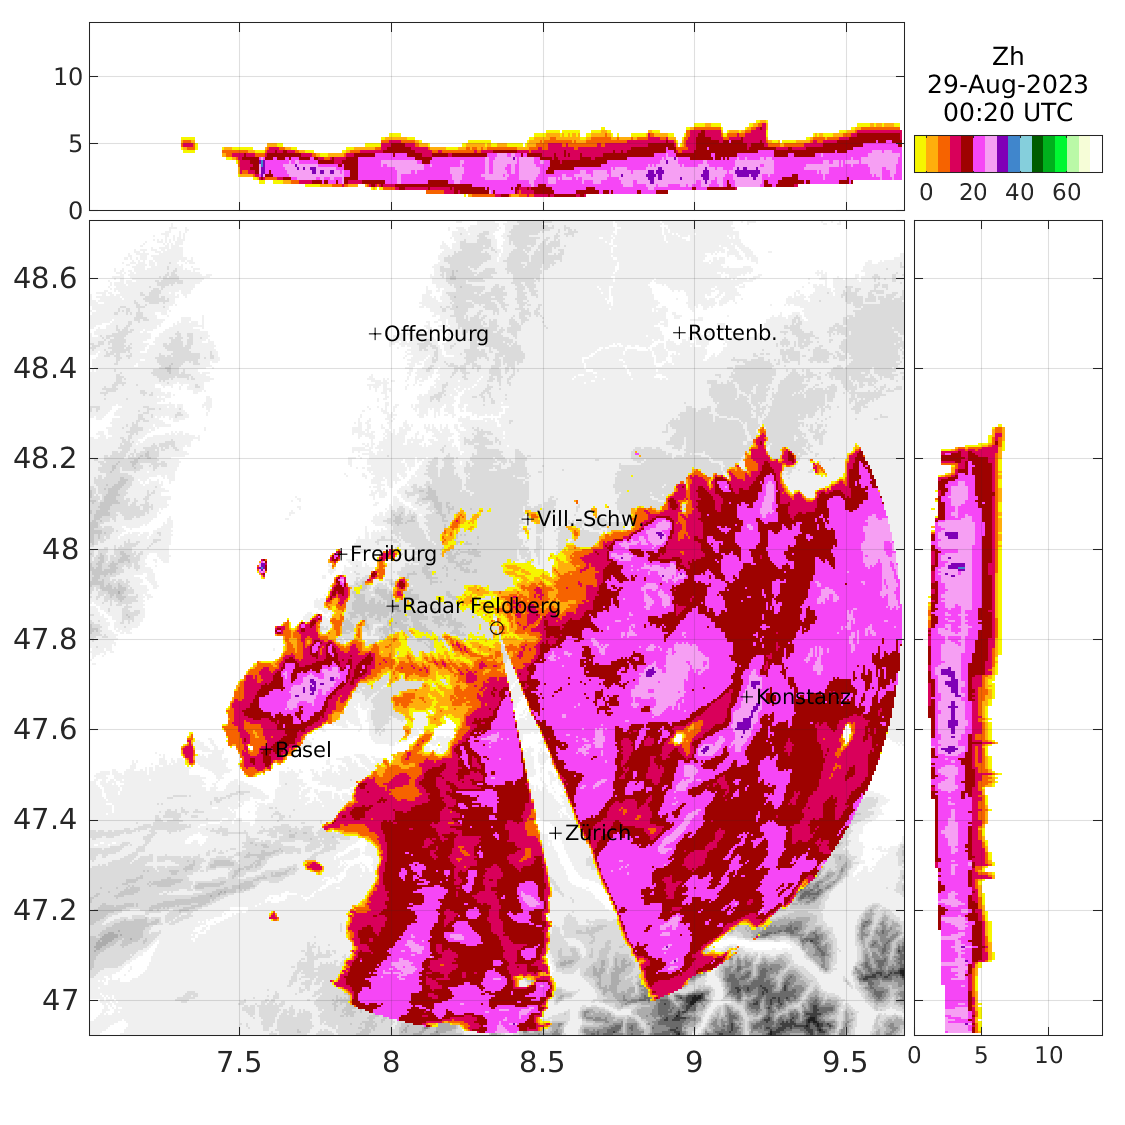 10
5
0
Zh
29-Aug-2023
00:20 UTC
0 20 40 60
48.6
48.4
48.2
48
47.8
47.6
47.4
47.2
47
Offenburg
Rottenb.
Vill.-Schw.
Freiburg
Radar Feldberg
Konstanz
Basel
Zürich
7.5 8 8.5 9 9.5
0 5 10